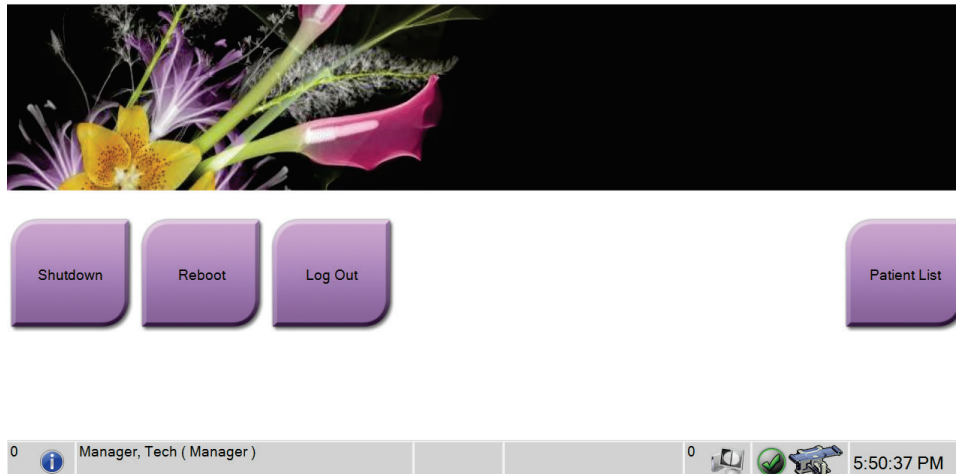 Shutdown
Reboot
Log Out
Patient List
0
Manager, Tech ( Manager )
0
5:50:37 PM